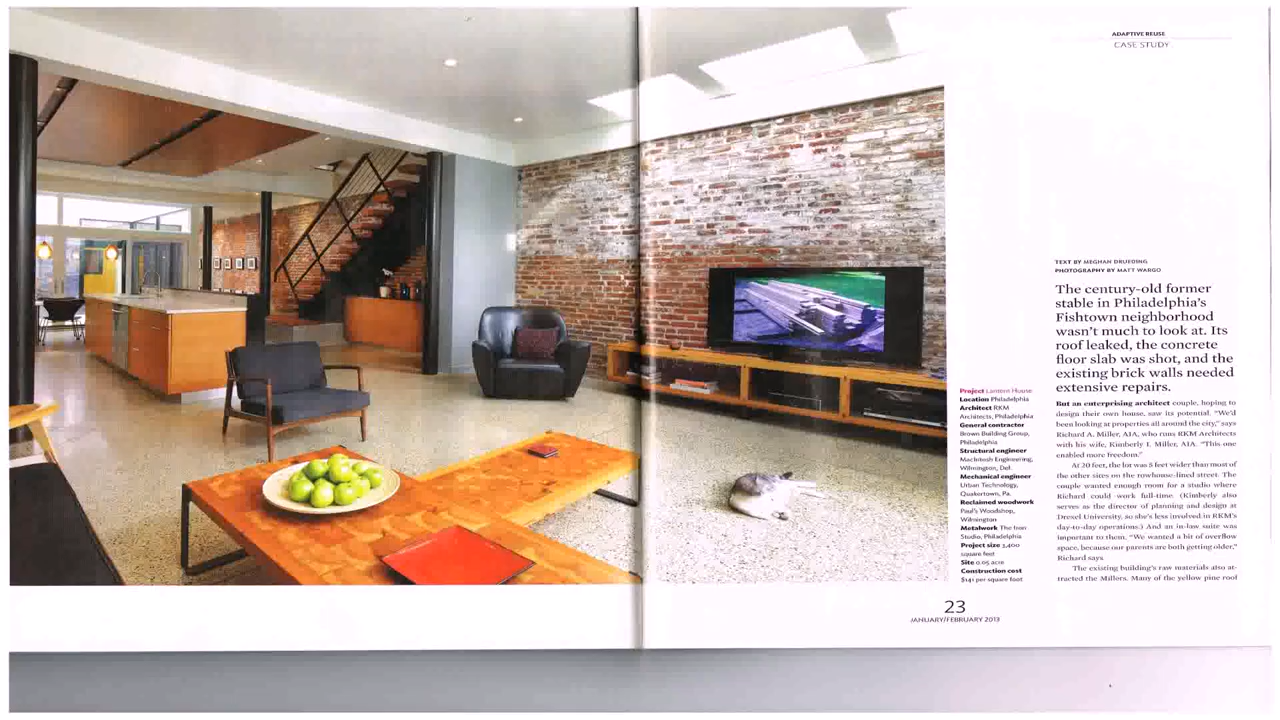 ADAPTIVE REUSE
CASE STUDY
TEXT BY MEGHAN DRUEDING
PHOTOGRAPHY BY MATT WARGO
The century-old former
stable in Philadelphia's
Fishtown neighborhood
wasn't much to look at. Its
roof leaked, the concrete
floor slab was shot, and the
existing brick walls needed
extensive repairs.
Project Lantern House
Location Philadelphia
Architect RKM
Architects, Philadelphia
General contractor
Brown Building Group,
Philadelphia
Structural engineer
MacIntosh Engineering,
Wilmington, Del.
Mechanical engineer
Urban Technology,
Quakertown, Pa.
Reclaimed woodwork
Paul's Woodshop,
Wilmington
Metalwork The Iron
Studio, Philadelphia
Project size 3,400
square feet
Site 0.05 acre
Construction cost
$141 per square foot
But an enterprising architect couple, hoping to
design their own house, saw its potential. "We'd
been looking at properties all around the city," says
Richard A. Miller, AIA, who runs RKM Architects
with his wife, Kimberly I. Miller, AIA. "This one
enabled more freedom."
At 20 feet, the lot was 5 feet wider than most of
the other sites on the rowhouse-lined street. The
couple wanted enough room for a studio where
Richard could work full-time. (Kimberly also
serves as the director of planning and design at
Drexel University, so she's less involved in RKM's
day-to-day operations.) And an in-law suite was
important to them. "We wanted a bit of overflow
space, because our parents are both getting older,"
Richard says.
The existing building's raw materials also at-
tracted the Millers. Many of the yellow pine roof
23
JANUARY/FEBRUARY 2013